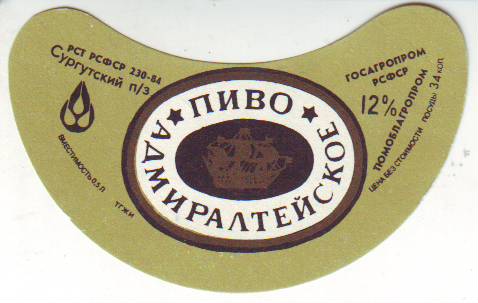 РСТ РСФСР 230-84
Сургутский п/з
ВМЕСТИМОСТЬ 0,5 Л
ТГЖИ
ПИВО
АДМИРАЛТЕЙСКОЕ
ГОСАГРОПРОМ
РСФСР
12%
ТЮМОБЛАГРОПРОМ
ЦЕНА БЕЗ СТОИМОСТИ ПОСУДЫ 34 КОП.